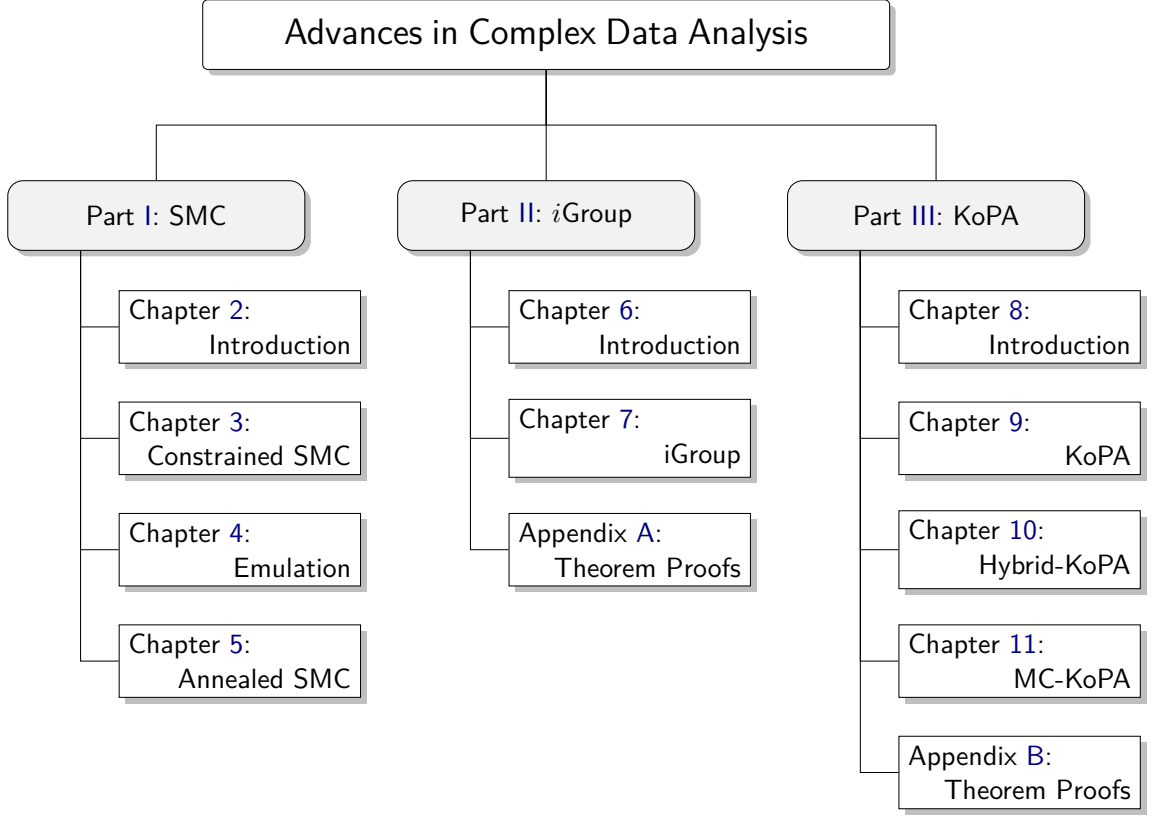 Advances in Complex Data Analysis
Part I: SMC
Chapter 2:
Introduction
Chapter 3:
Constrained SMC
Chapter 4:
Emulation
Chapter 5:
Annealed SMC
Part II: iGroup
Chapter 6:
Introduction
Chapter 7:
iGroup
Appendix A:
Theorem Proofs
Part III: KoPA
Chapter 8:
Introduction
Chapter 9:
KoPA
Chapter 10:
Hybrid-KoPA
Chapter 11:
MC-KoPA
Appendix B:
Theorem Proofs